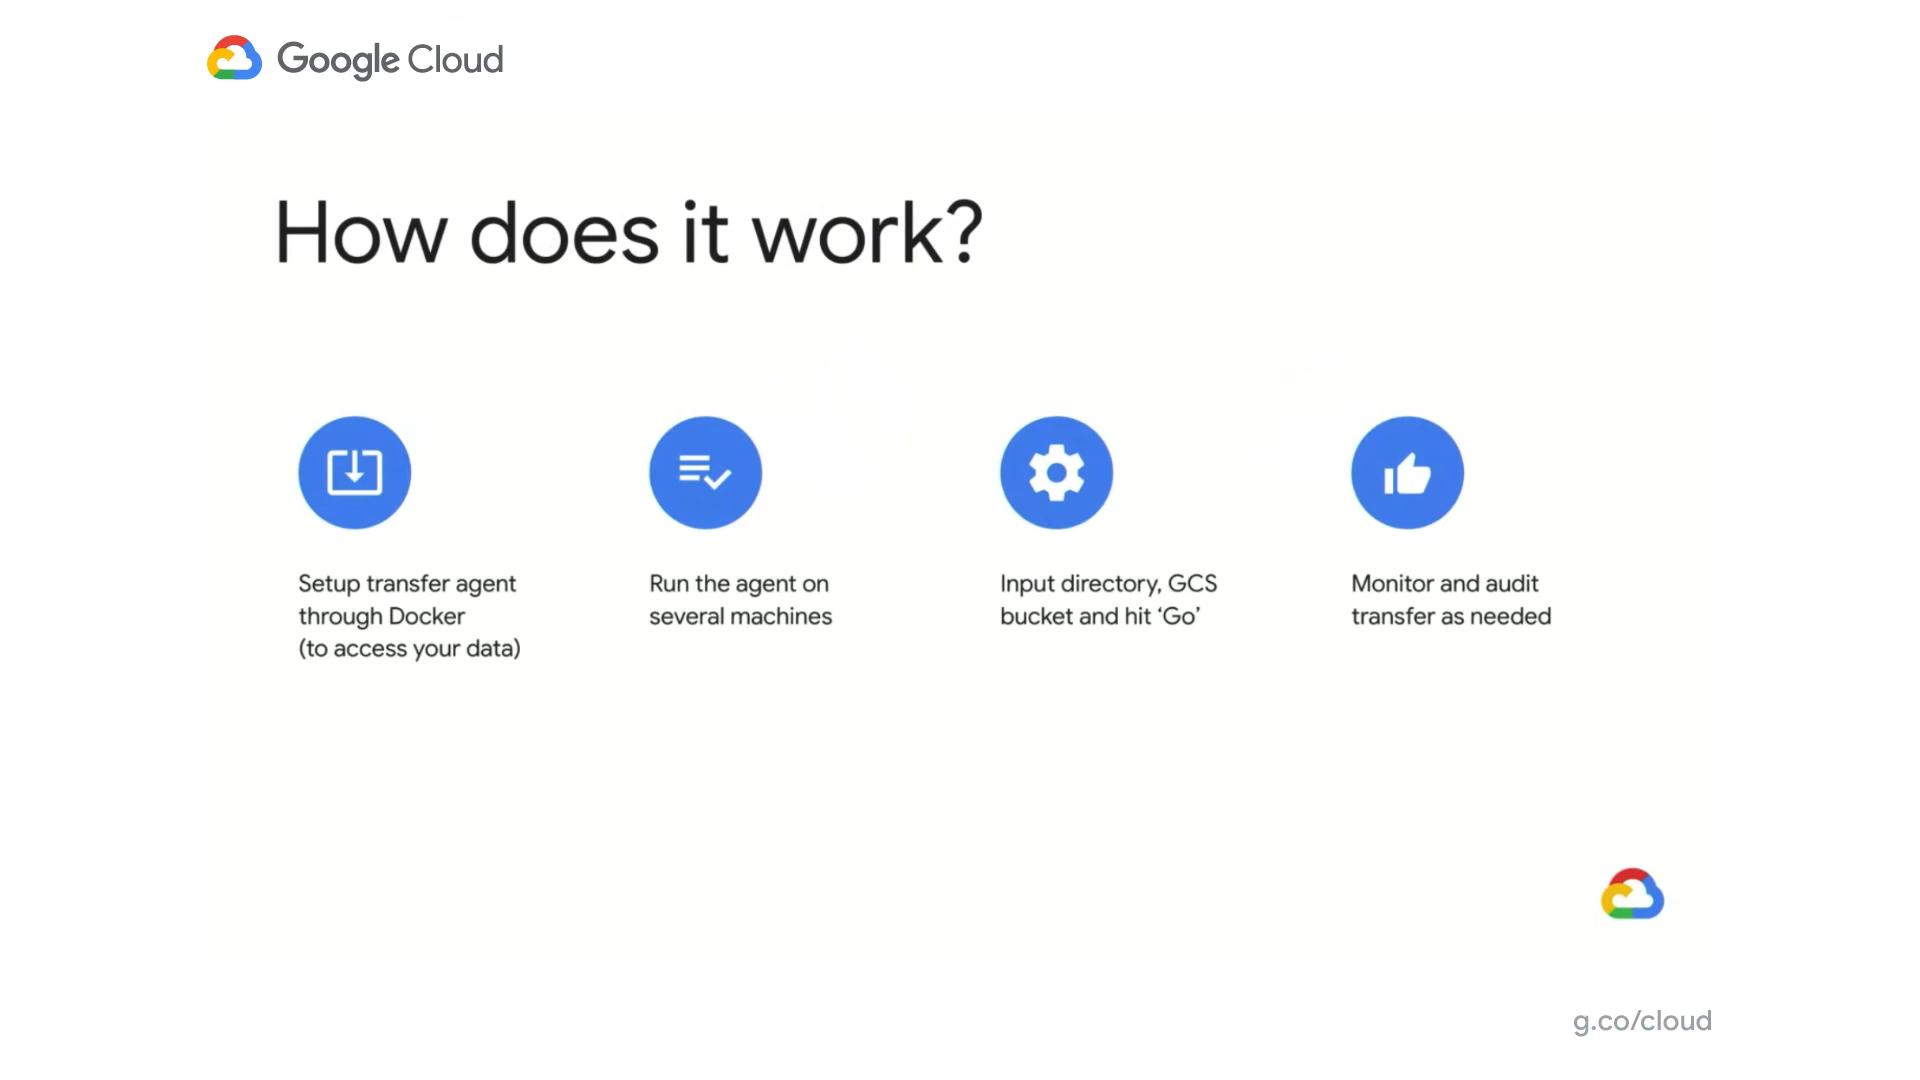 Google Cloud
How does it work?
Setup transfer agent
through Docker
(to access your data)
Run the agent on
several machines
Input directory, GCS
bucket and hit ‘Go’
Monitor and audit
transfer as needed
g.co/cloud